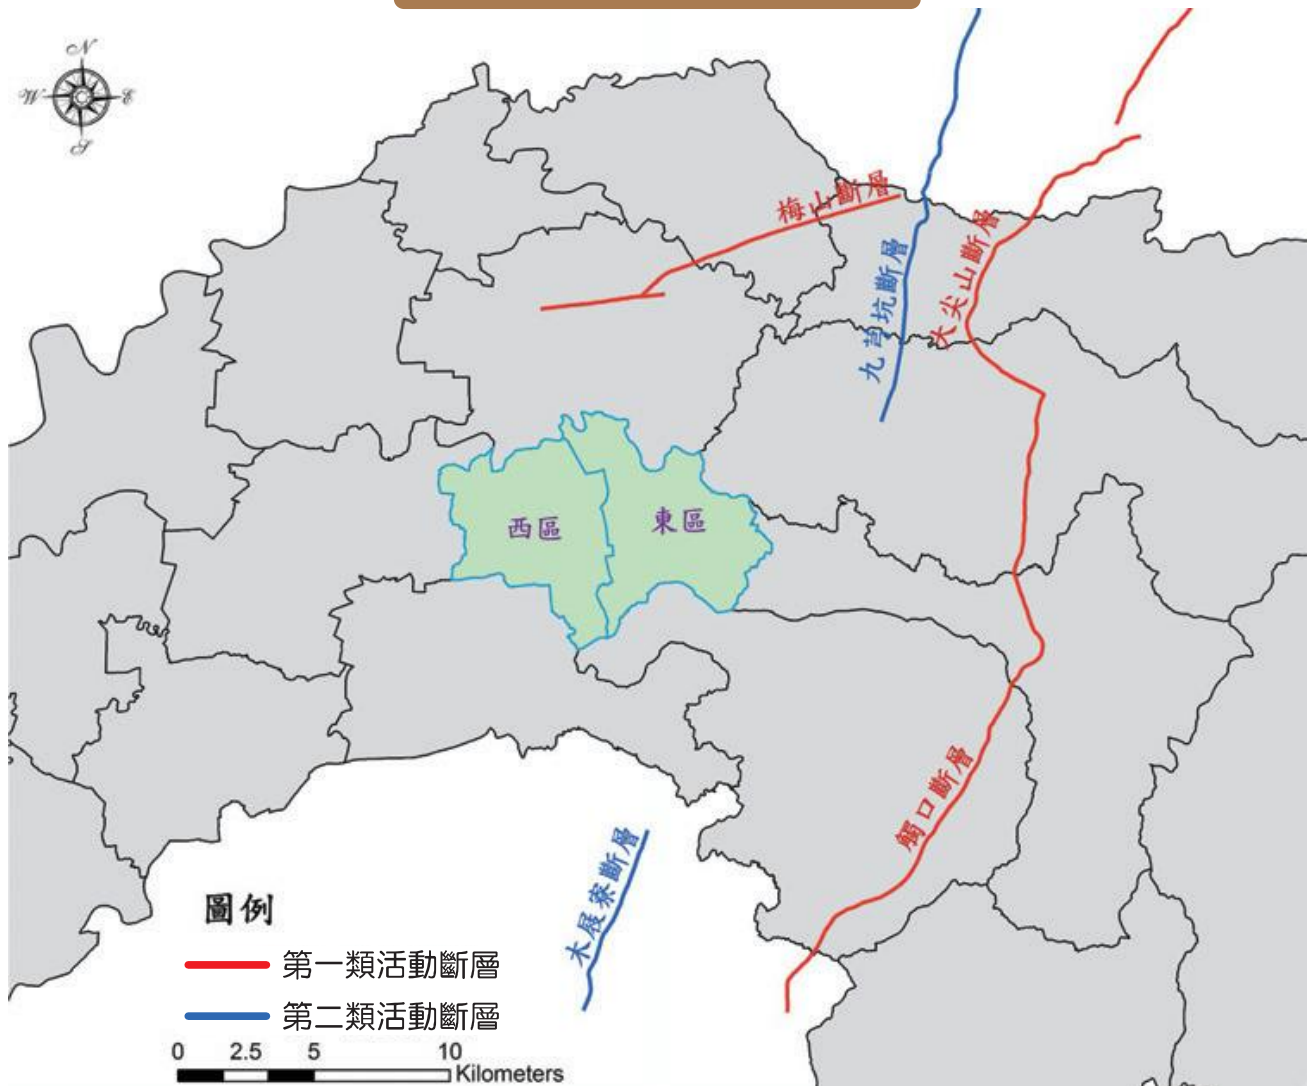 N
W E
S
梅山斷層
九芎坑斷層
大尖山斷層
西區
東區
觸口斷層
木屐寮斷層
圖例
第一類活動斷層
第二類活動斷層
0 2.5 5 10
Kilometers